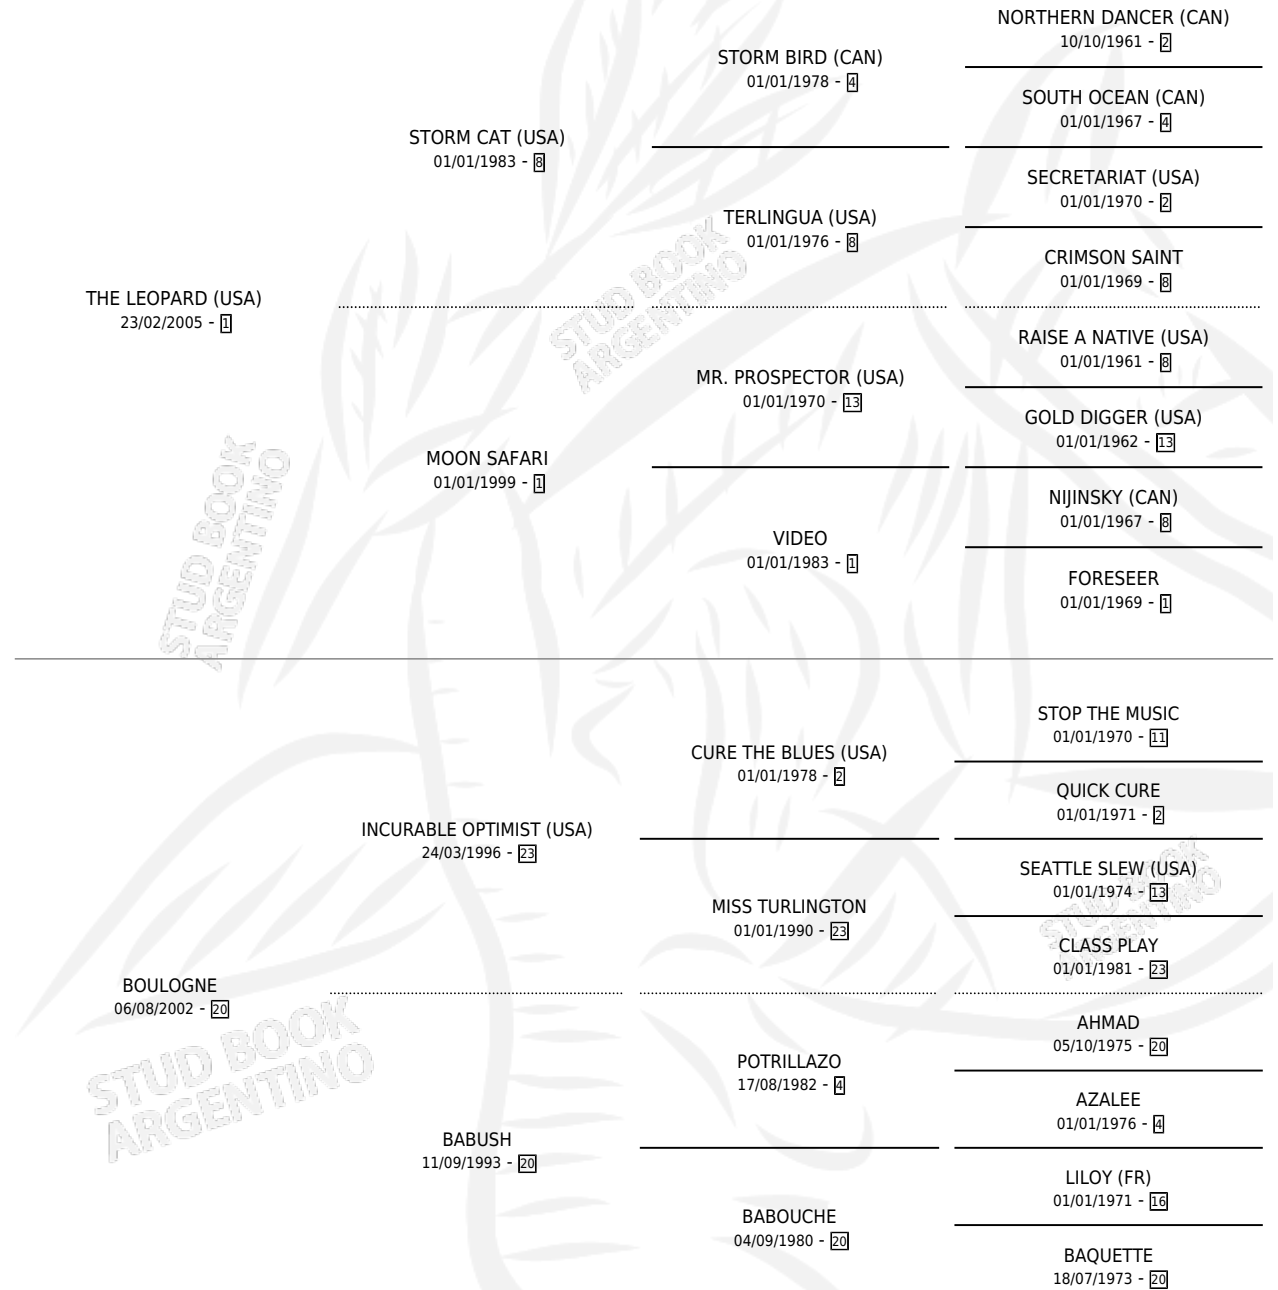 NORTHERN DANCER (CAN)
10/10/1961 - 2
STORM BIRD (CAN)
01/01/1978 - 4
SOUTH OCEAN (CAN)
01/01/1967 - 4
STORM CAT (USA)
01/01/1983 - 8
SECRETARIAT (USA)
01/01/1970 - 2
TERLINGUA (USA)
01/01/1976 - 8
CRIMSON SAINT
01/01/1969 - 8
THE LEOPARD (USA)
23/02/2005 - 1
STUD BOOK
ARGENTINO
RAISE A NATIVE (USA)
01/01/1961 - 8
MR. PROSPECTOR (USA)
01/01/1970 - 13
GOLD DIGGER (USA)
01/01/1962 - 13
MOON SAFARI
01/01/1999 - 1
NIJINSKY (CAN)
01/01/1967 - 8
VIDEO
01/01/1983 - 1
FORESEER
01/01/1969 - 1
STUD BOOK
ARGENTINO
STOP THE MUSIC
01/01/1970 - 11
CURE THE BLUES (USA)
01/01/1978 - 2
QUICK CURE
01/01/1971 - 2
INCURABLE OPTIMIST (USA)
24/03/1996 - 23
SEATTLE SLEW (USA)
01/01/1974 - 13
MISS TURLINGTON
01/01/1990 - 23
STUD BOOK
ARGENTINO
CLASS PLAY
01/01/1981 - 23
BOULOGNE
06/08/2002 - 20
STUD BOOK
ARGENTINO
AHMAD
05/10/1975 - 20
POTRILLAZO
17/08/1982 - 4
AZALEE
01/01/1976 - 4
BABUSH
11/09/1993 - 20
LILOY (FR)
01/01/1971 - 16
BABOUCHE
04/09/1980 - 20
BAQUETTE
18/07/1973 - 20